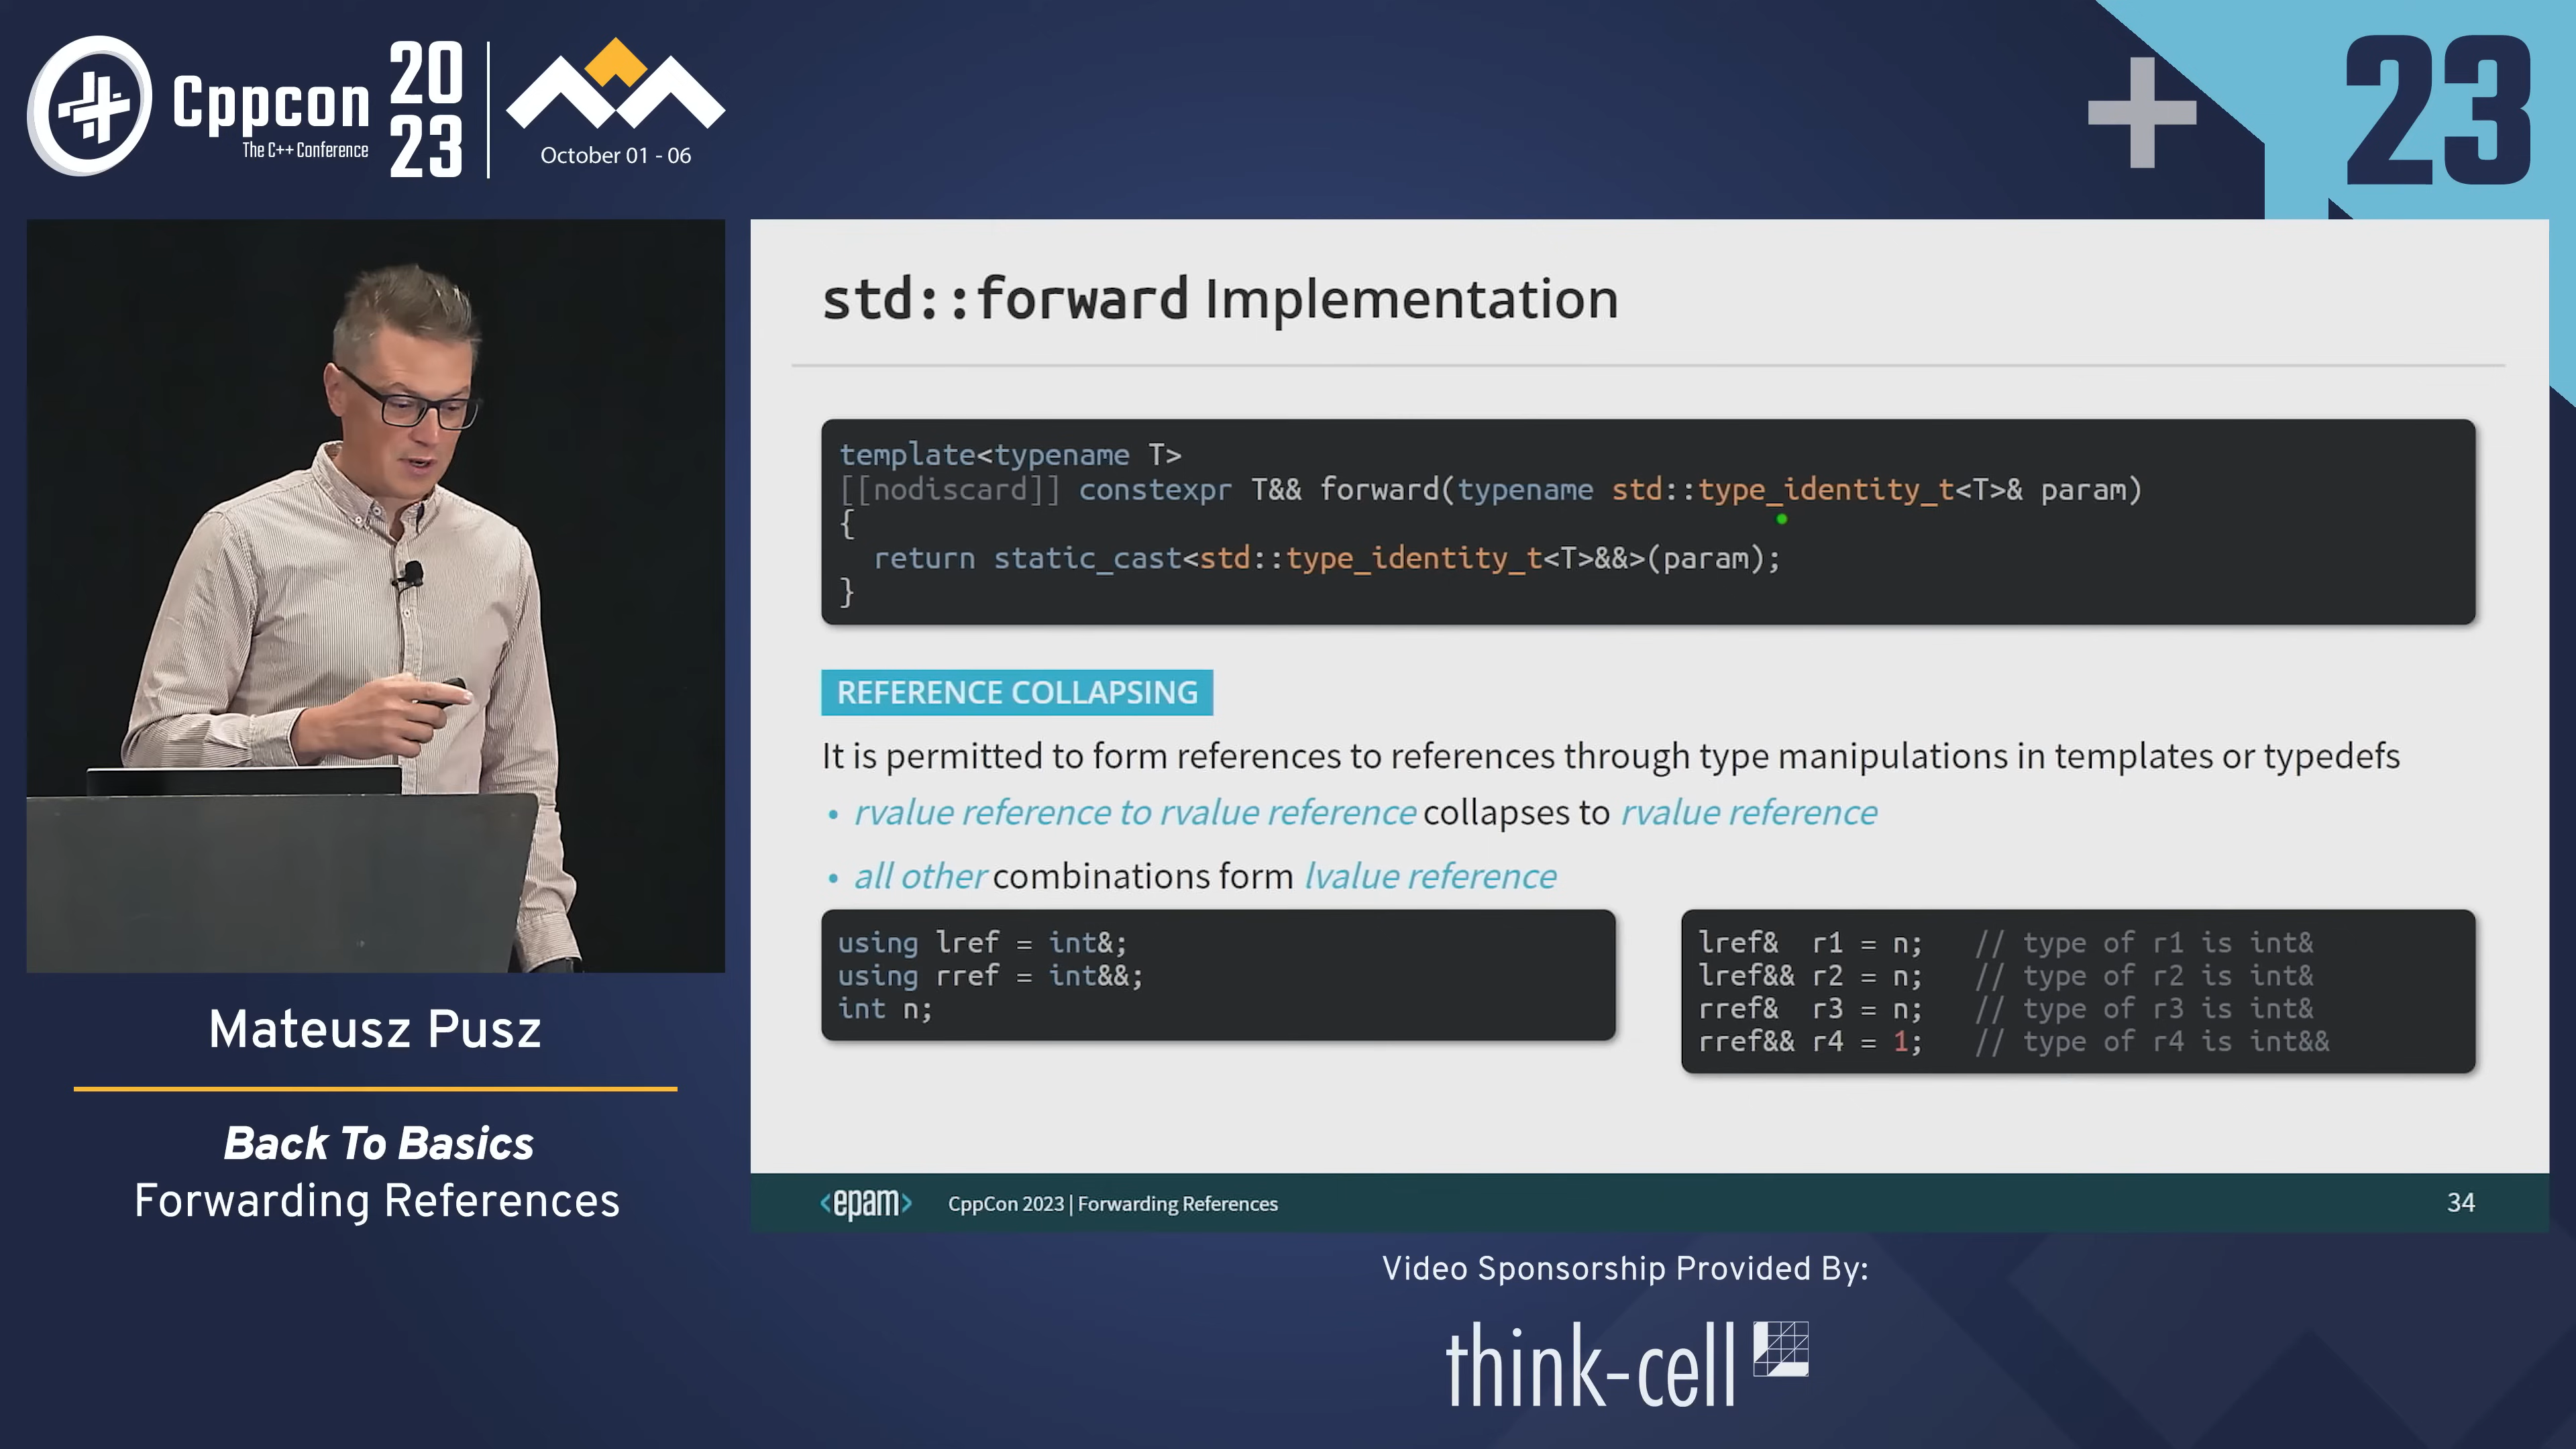 Cppcon
The C++ Conference
20
23
October 01 - 06
23
std::forward Implementation
template<typename T>
[[nodiscard]] constexpr T&& forward(typename std::type_identity_t<T>& param)
{
  return static_cast<std::type_identity_t<T>&&>(param);
}
REFERENCE COLLAPSING
It is permitted to form references to references through type manipulations in templates or typedefs
• rvalue reference to rvalue reference collapses to rvalue reference
• all other combinations form lvalue reference
using lref = int&;
using rref = int&&;
int n;
lref&  r1 = n;   // type of r1 is int&
lref&& r2 = n;   // type of r2 is int&
rref&  r3 = n;   // type of r3 is int&
rref&& r4 = 1;   // type of r4 is int&&
<epam>
CppCon 2023 | Forwarding References
34
Mateusz Pusz
Back To Basics
Forwarding References
Video Sponsorship Provided By:
think-cell